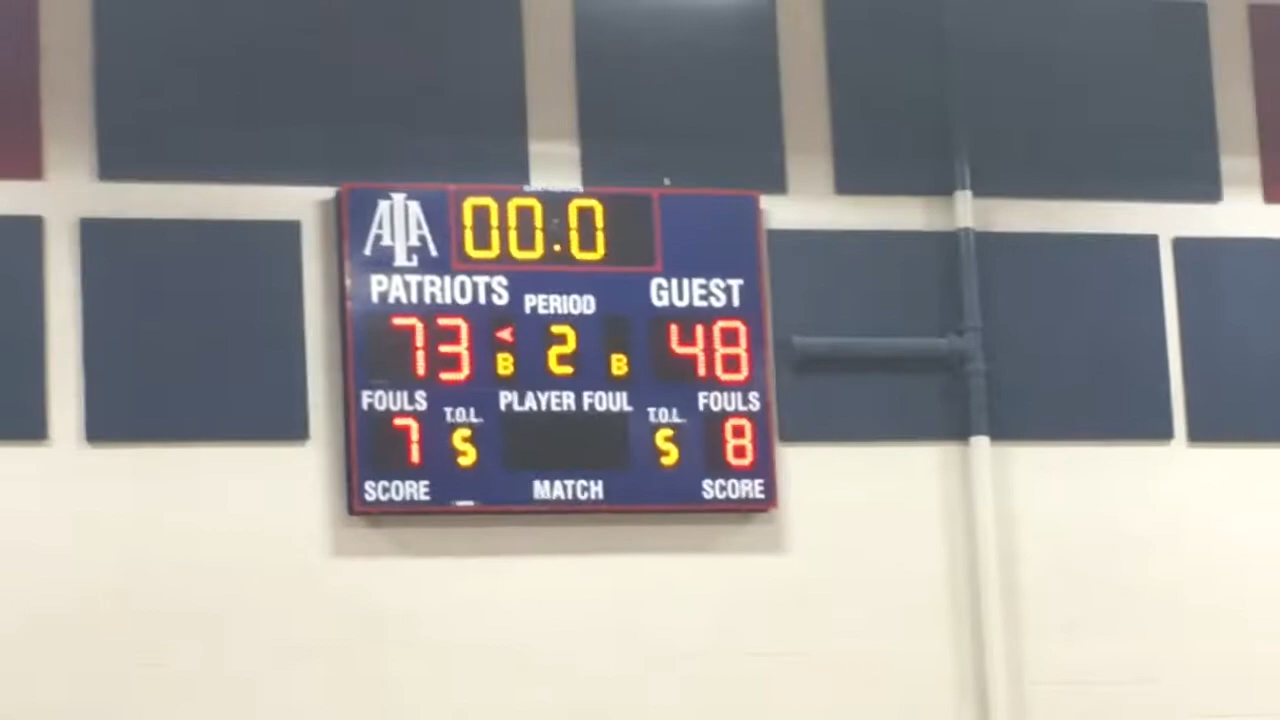 ALA
00.0
PATRIOTS PERIOD GUEST
73 < B 2 B 48
FOULS T.O.L. PLAYER FOUL T.O.L. FOULS
7 5 5 8
SCORE MATCH SCORE